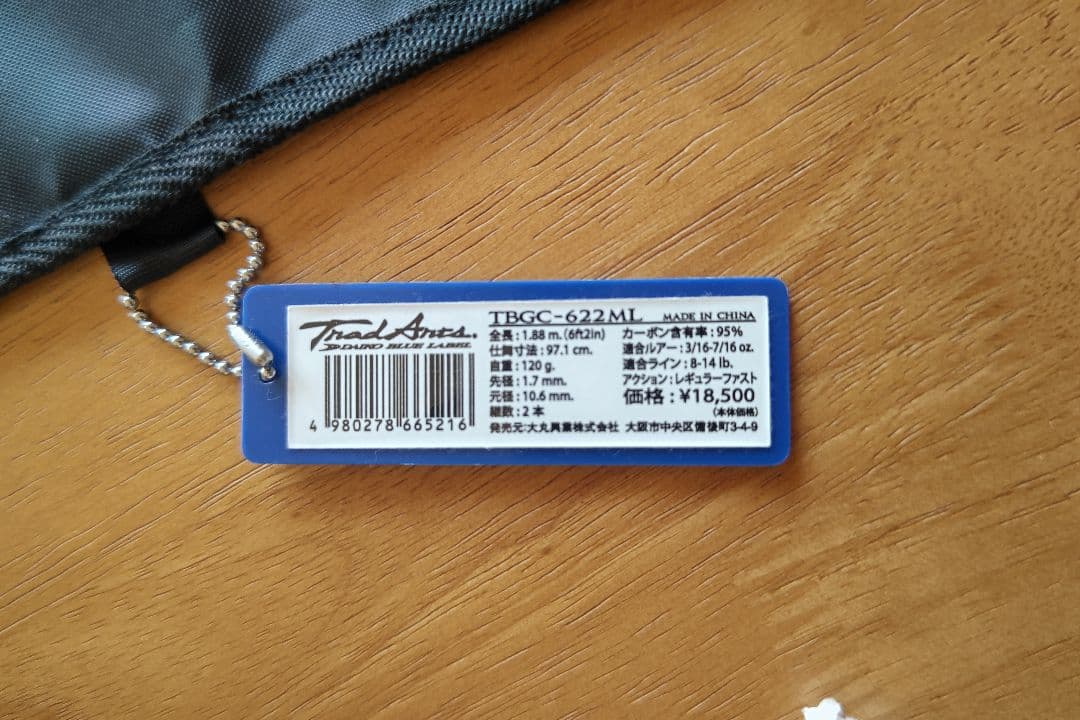 Trad Arts.
DAIKO BLUE LABEL
4 980278 665216
TBGC-622ML MADE IN CHINA
全長:1.88 m.(6ft2in)
仕舞寸法:97.1 cm.
自重:120 g.
先径:1.7 mm.
元径:10.6 mm.
継数:2 本
カーボン含有率:95%
適合ルアー:3/16-7/16 oz.
適合ライン:8-14 lb.
アクション:レギュラーファスト
価格:¥18,500
(本体価格)
発売元:大丸興業株式会社 大阪市中央区備後町3-4-9